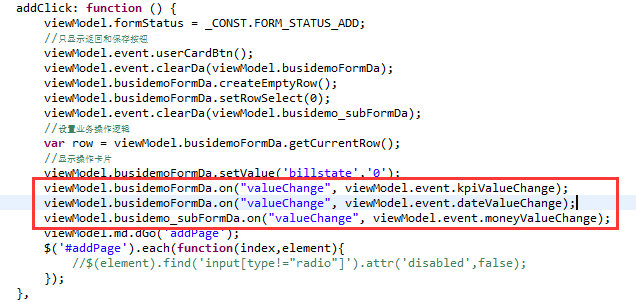 addClick: function () {
viewModel.formStatus = _CONST.FORM_STATUS_ADD;
//只显示返回和保存按钮
viewModel.event.userCardBtn();
viewModel.event.clearDa(viewModel.busidemoFormDa);
viewModel.busidemoFormDa.createEmptyRow();
viewModel.busidemoFormDa.setRowSelect(0);
viewModel.event.clearDa(viewModel.busidemo_subFormDa);
//设置业务操作逻辑
var row = viewModel.busidemoFormDa.getCurrentRow();
//显示操作卡片
viewModel.busidemoFormDa.setValue('billstate','0');
viewModel.busidemoFormDa.on("valueChange", viewModel.event.kpiValueChange);
viewModel.busidemoFormDa.on("valueChange", viewModel.event.dateValueChange);
viewModel.busidemo_subFormDa.on("valueChange", viewModel.event.moneyValueChange);
viewModel.md.dGo('addPage');
$('#addPage').each(function(index,element){
//$(element).find('input[type!="radio"]').attr('disabled',false);
});
},